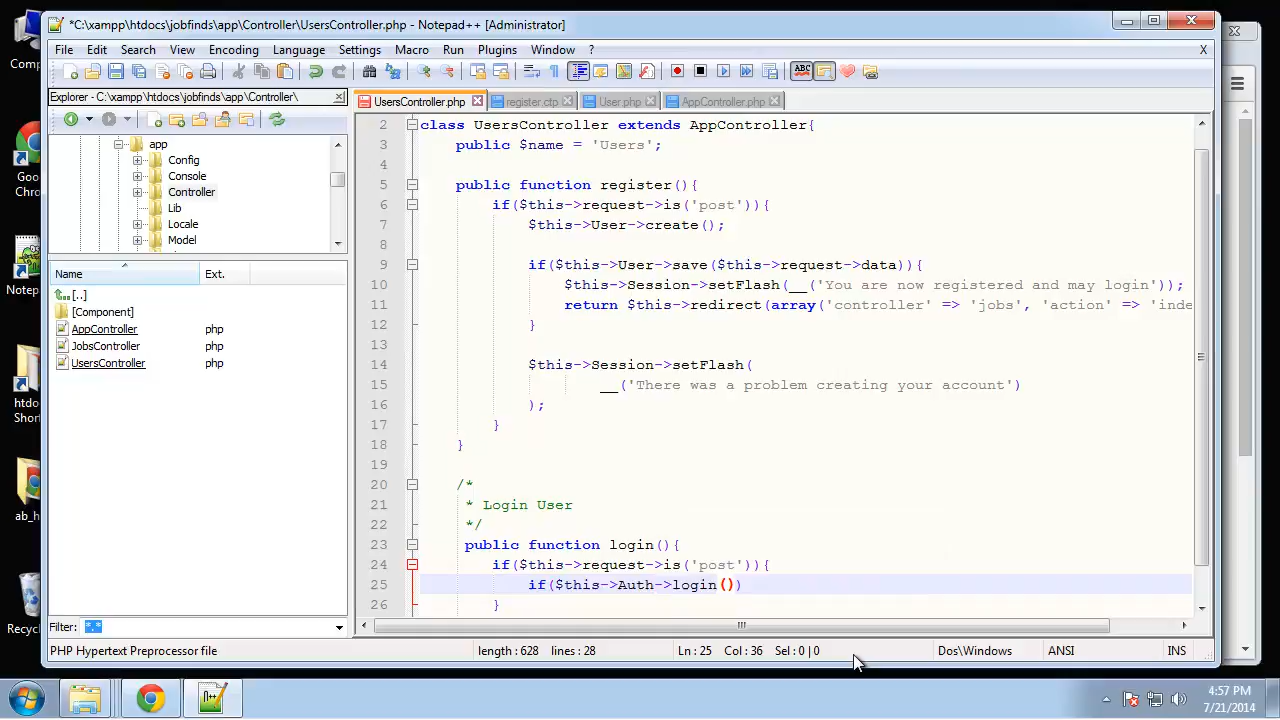 *C:\xampp\htdocs\jobfinds\app\Controller\UsersController.php - Notepad++ [Administrator]
File Edit Search View Encoding Language Settings Macro Run Plugins Window ? X
Explorer - C:\xampp\htdocs\jobfinds\app\Controller\
UsersController.php register.ctp User.php AppController.php
app
Config
Console
Controller
Lib
Locale
Model
Name Ext.
[..]
[Component]
AppController php
JobsController php
UsersController php
Filter: *.*
2 class UsersController extends AppController{
3 public $name = 'Users';
4
5 public function register(){
6 if($this->request->is('post')){
7 $this->User->create();
8
9 if($this->User->save($this->request->data)){
10 $this->Session->setFlash(__('You are now registered and may login'));
11 return $this->redirect(array('controller' => 'jobs', 'action' => 'inde
12 }
13
14 $this->Session->setFlash(
15 __('There was a problem creating your account')
16 );
17 }
18 }
19
20 /*
21 * Login User
22 */
23 public function login(){
24 if($this->request->is('post')){
25 if($this->Auth->login())
26 }
PHP Hypertext Preprocessor file length : 628 lines : 28 Ln : 25 Col : 36 Sel : 0 | 0 Dos\Windows ANSI INS
Comp
Goo
Chr
Notep
htdo
Short
ab_h
Recyc
4:57 PM
7/21/2014